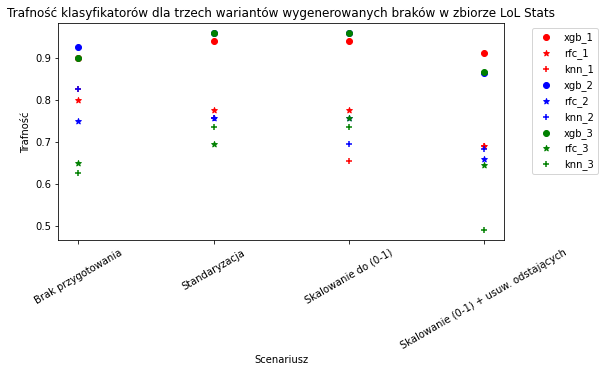 Trafność klasyfikatorów dla trzech wariantów wygenerowanych braków w zbiorze LoL Stats
xgb_1
rfc_1
knn_1
xgb_2
rfc_2
knn_2
xgb_3
rfc_3
knn_3
Trafność
0.9
0.8
0.7
0.6
0.5
Brak przygotowania
Standaryzacja
Skalowanie do (0-1)
Skalowanie (0-1) + usuw. odstających
Scenariusz